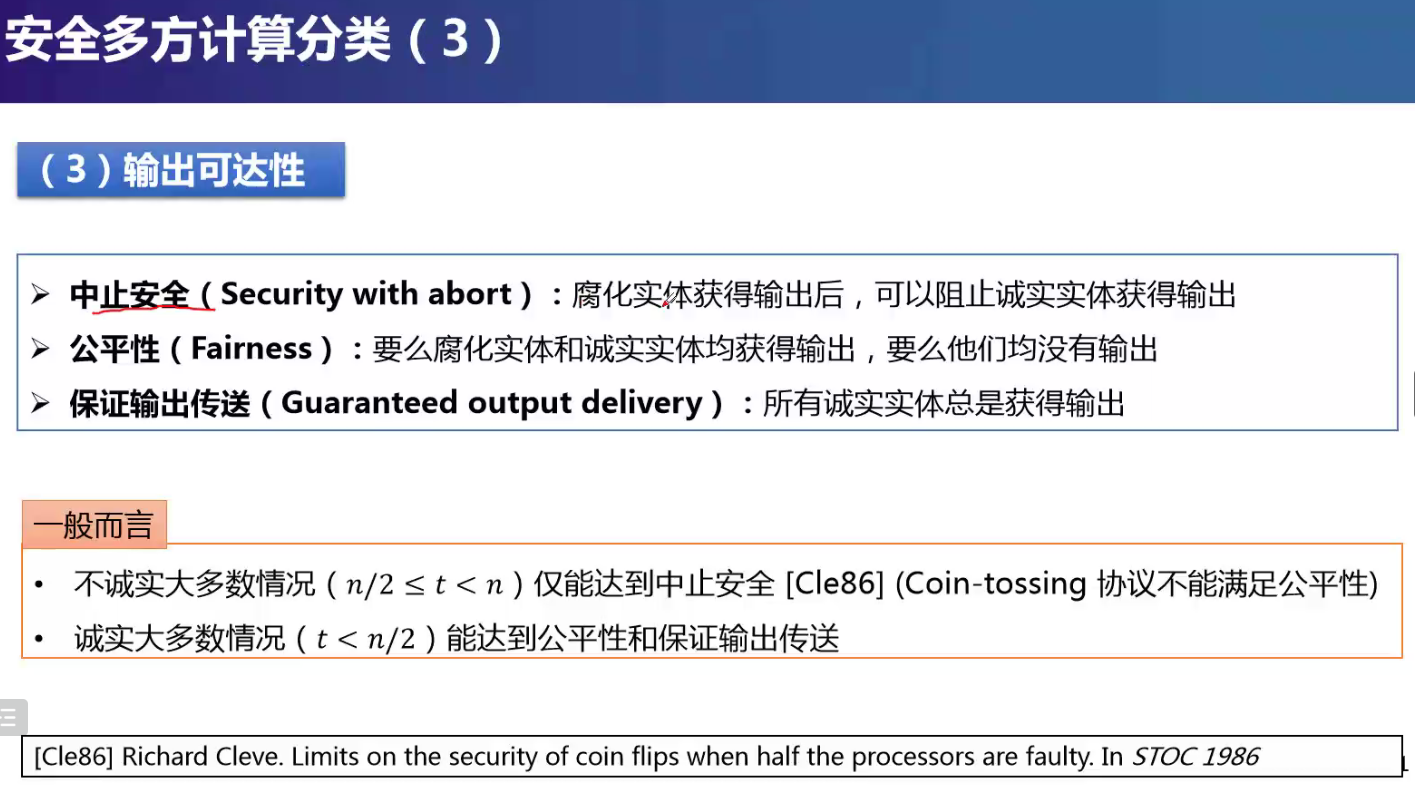 安全多方计算分类（3）
（3）输出可达性
➢ 中止安全（Security with abort）：腐化实体获得输出后，可以阻止诚实实体获得输出
➢ 公平性（Fairness）：要么腐化实体和诚实实体均获得输出，要么他们均没有输出
➢ 保证输出传送（Guaranteed output delivery）：所有诚实实体总是获得输出
一般而言
• 不诚实大多数情况（n/2 ≤ t < n）仅能达到中止安全 [Cle86] (Coin-tossing 协议不能满足公平性)
• 诚实大多数情况（t < n/2）能达到公平性和保证输出传送
[Cle86] Richard Cleve. Limits on the security of coin flips when half the processors are faulty. In STOC 1986